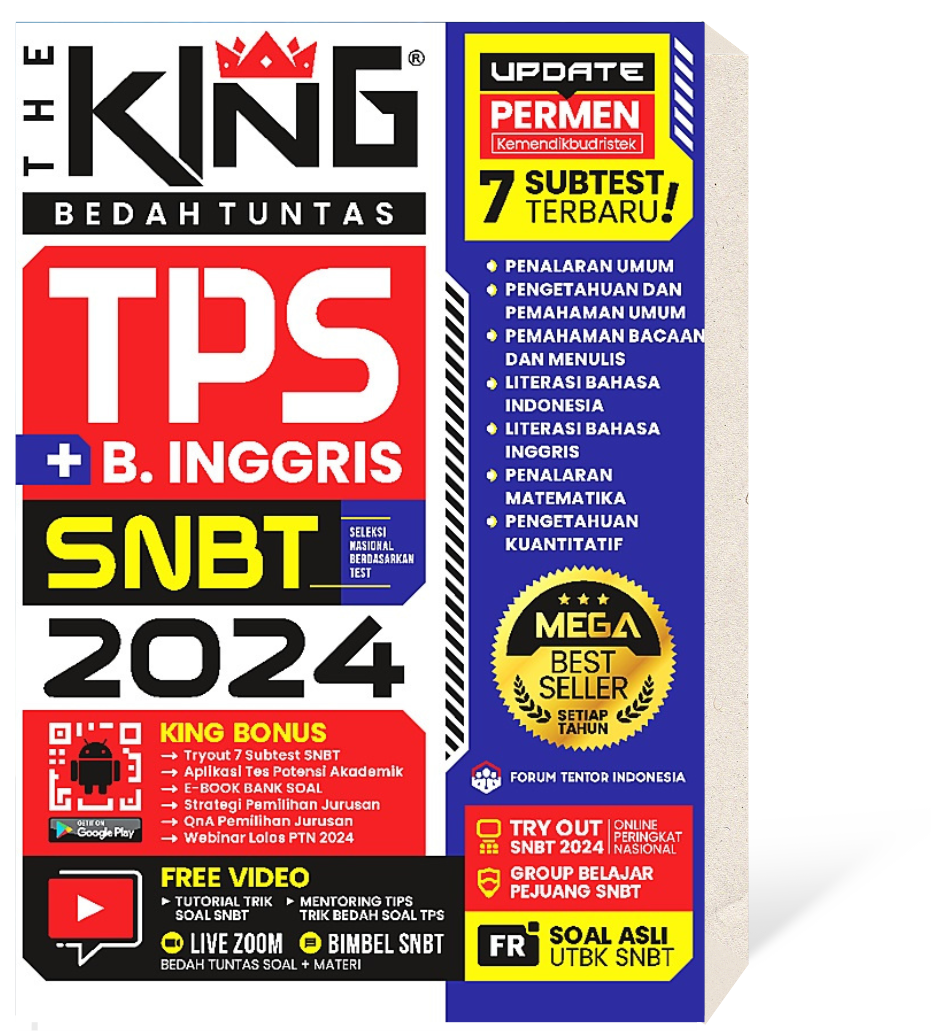 THE KING®
BEDAH TUNTAS
TPS
+ B. INGGRIS
SNBT
SELEKSI
NASIONAL
BERDASARKAN
TEST
2024
KING BONUS
→ Tryout 7 Subtest SNBT
→ Aplikasi Tes Potensi Akademik
→ E-BOOK BANK SOAL
→ Strategi Pemilihan Jurusan
→ QnA Pemilihan Jurusan
→ Webinar Lolos PTN 2024
GET IT ON
Google Play
FREE VIDEO
TUTORIAL TRIK
SOAL SNBT
MENTORING TIPS
TRIK BEDAH SOAL TPS
LIVE ZOOM
BIMBEL SNBT
BEDAH TUNTAS SOAL + MATERI
UPDATE
PERMEN
Kemendikbudristek
7 SUBTEST
TERBARU!
PENALARAN UMUM
PENGETAHUAN DAN
PEMAHAMAN UMUM
PEMAHAMAN BACAAN
DAN MENULIS
LITERASI BAHASA
INDONESIA
LITERASI BAHASA
INGGRIS
PENALARAN
MATEMATIKA
PENGETAHUAN
KUANTITATIF
MEGA
BEST
SELLER
SETIAP
TAHUN
FORUM TENTOR INDONESIA
TRY OUT
SNBT 2024
ONLINE
PERINGKAT
NASIONAL
GROUP BELAJAR
PEJUANG SNBT
FR
SOAL ASLI
UTBK SNBT